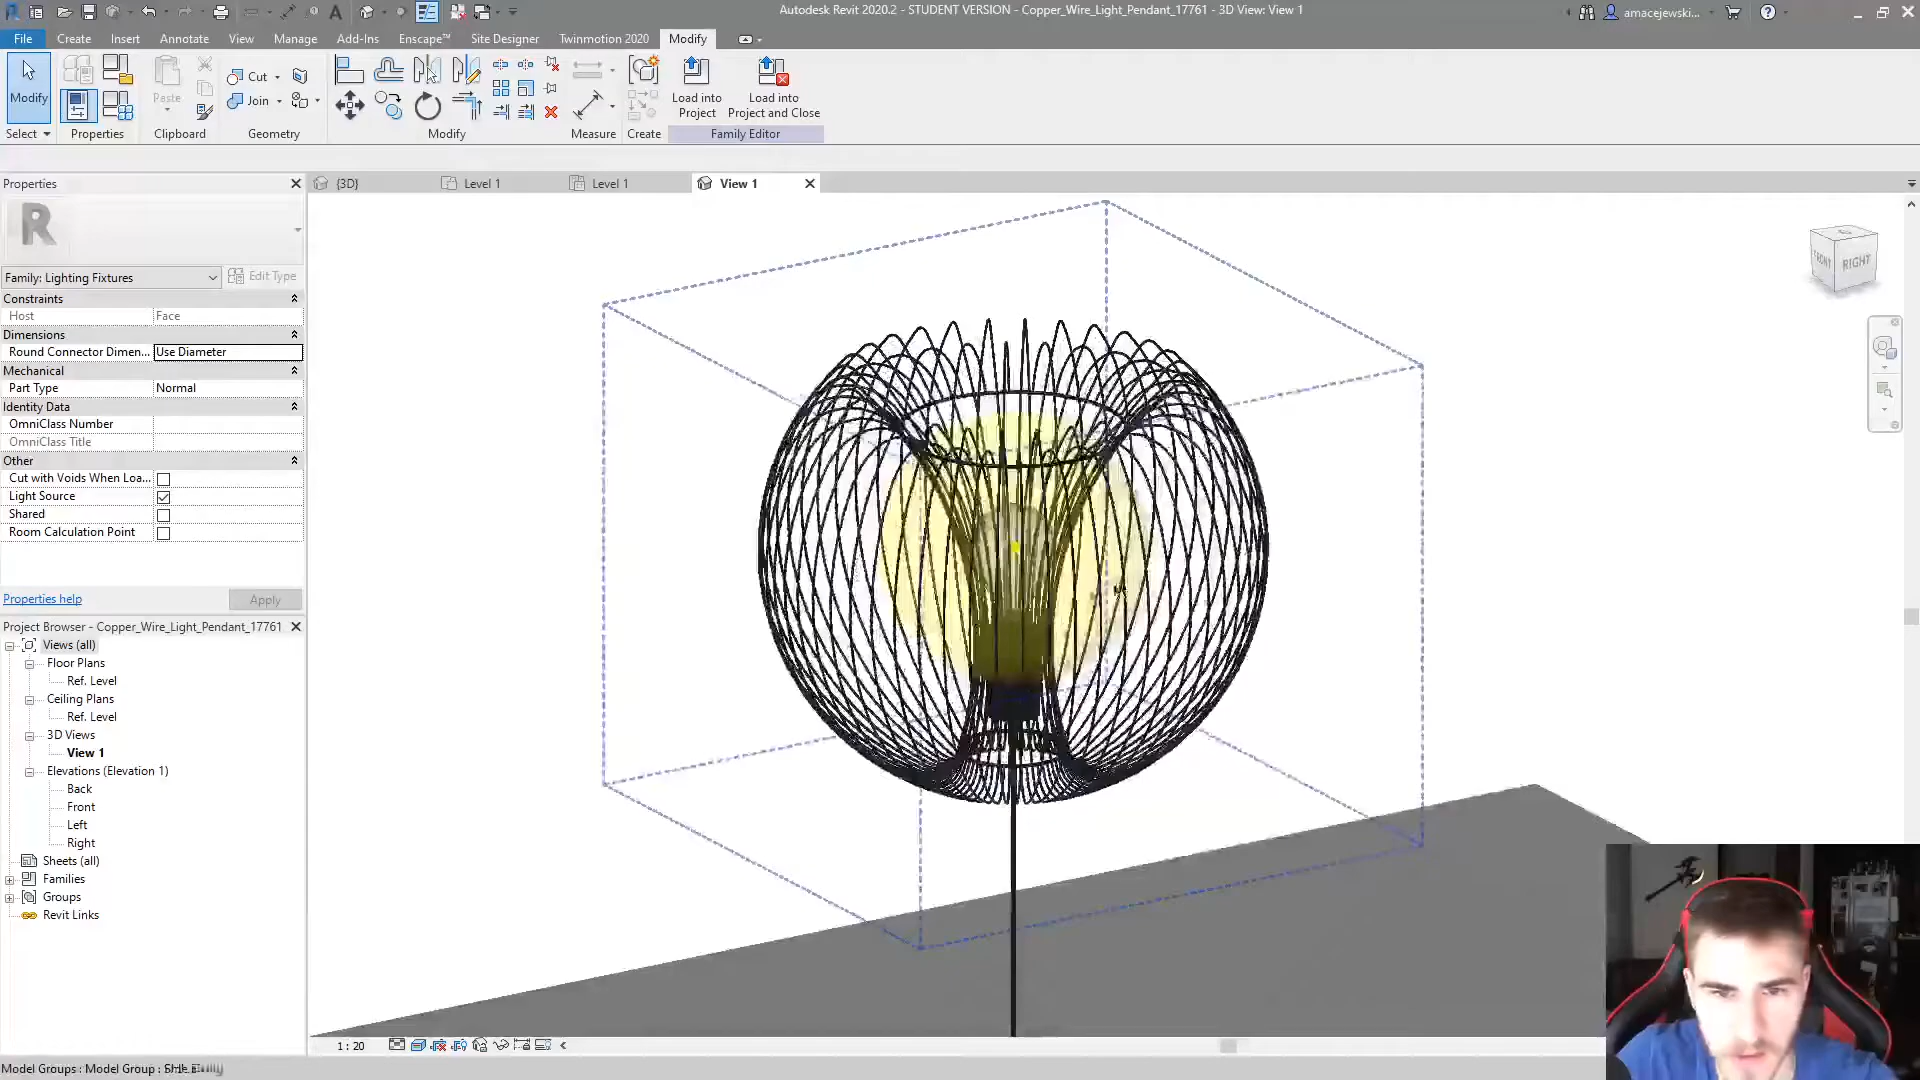 Autodesk Revit 2020.2 - STUDENT VERSION - Copper_Wire_Light_Pendant_17761 - 3D View: View 1
amacejewski...
File
Create
Insert
Annotate
View
Manage
Add-Ins
Enscape™
Site Designer
Twinmotion 2020
Modify
Modify
Paste
Cut
Join
Load into
Project
Load into
Project and Close
Select
Properties
Clipboard
Geometry
Modify
Measure
Create
Family Editor
Properties
{3D}
Level 1
Level 1
View 1
R
Family: Lighting Fixtures
Edit Type
Constraints
Host
Face
Dimensions
Round Connector Dimen...
Use Diameter
Mechanical
Part Type
Normal
Identity Data
OmniClass Number
OmniClass Title
Other
Cut with Voids When Loa...
Light Source
Shared
Room Calculation Point
Properties help
Apply
FRONT
RIGHT
Project Browser - Copper_Wire_Light_Pendant_17761
Views (all)
Floor Plans
Ref. Level
Ceiling Plans
Ref. Level
3D Views
View 1
Elevations (Elevation 1)
Back
Front
Left
Right
Sheets (all)
Families
Groups
Revit Links
1 : 20
Model Groups : Model Group :